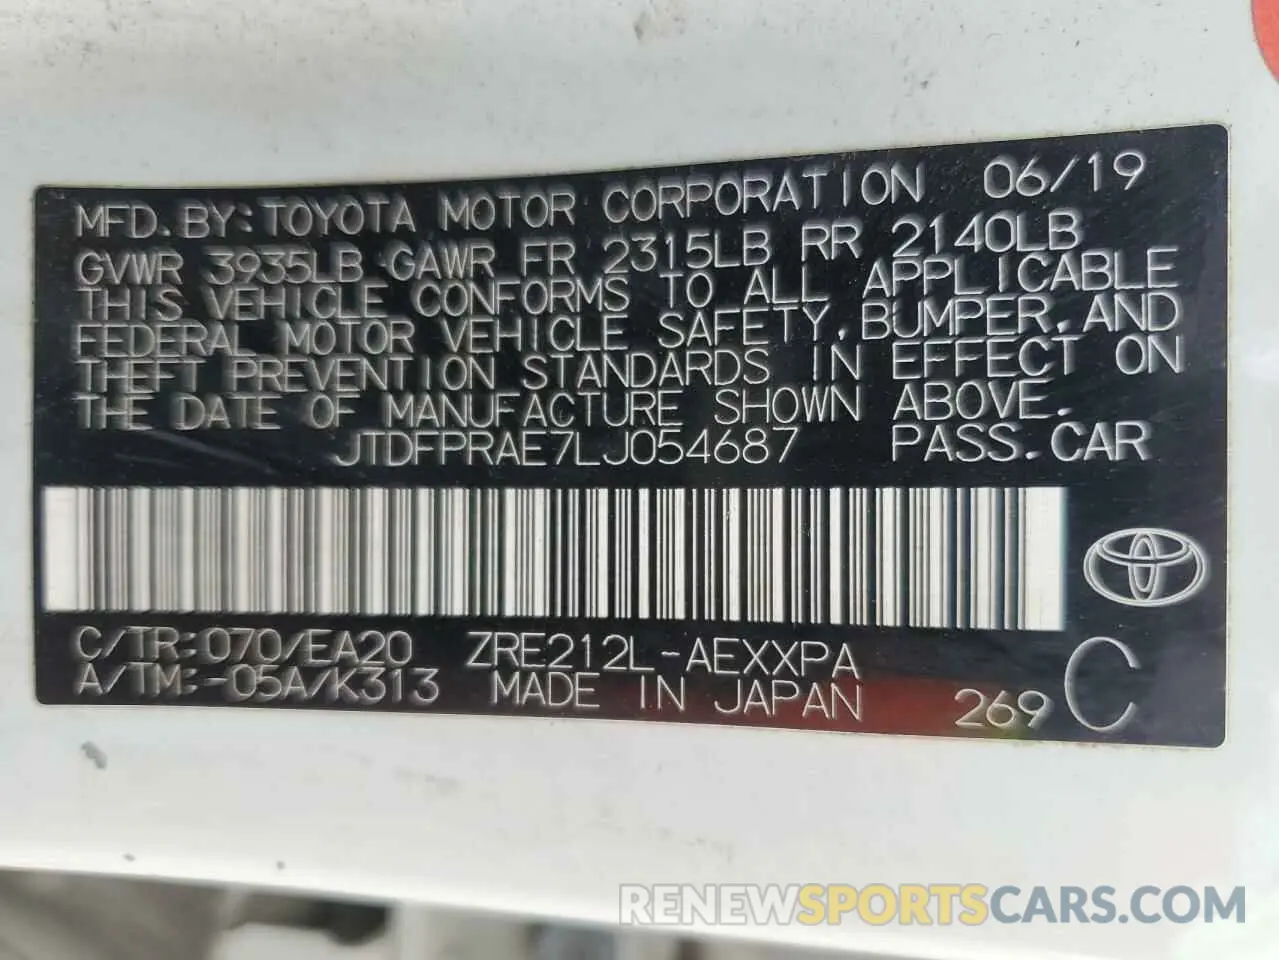 MFD. BY: TOYOTA MOTOR CORPORATION 06/19
GVWR 3935LB GAWR FR 2315LB RR 2140LB
THIS VEHICLE CONFORMS TO ALL APPLICABLE
FEDERAL MOTOR VEHICLE SAFETY, BUMPER, AND
THEFT PREVENTION STANDARDS IN EFFECT ON
THE DATE OF MANUFACTURE SHOWN ABOVE.
JTDFPRAE7LJ054687 PASS. CAR
C/TR: 070/EA20 ZRE212L-AEXXPA C
A/TM: -05A/K313 MADE IN JAPAN 269
RENEWSPORTSCARS.COM